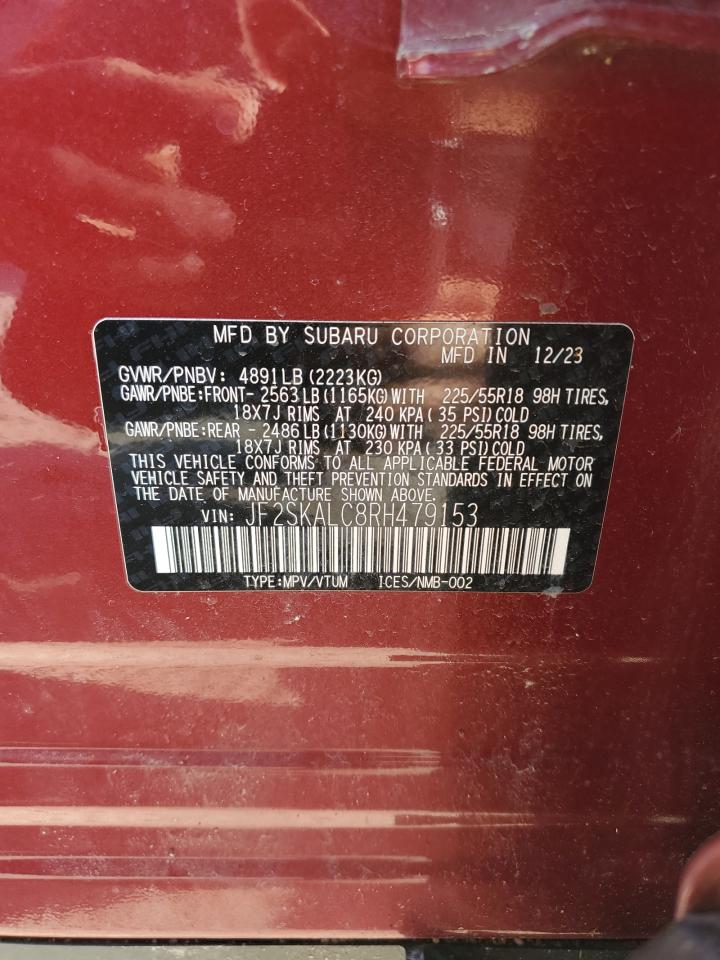 MFD BY SUBARU CORPORATION
MFD IN 12/23
GVWR/PNBV: 4891LB (2223KG)
GAWR/PNBE:FRONT- 2563 LB (1165KG) WITH 225/55R18 98H TIRES,
18X7J RIMS AT 240 KPA ( 35 PSI) COLD
GAWR/PNBE:REAR - 2486 LB (1130KG) WITH 225/55R18 98H TIRES,
18X7J RIMS AT 230 KPA ( 33 PSI) COLD
THIS VEHICLE CONFORMS TO ALL APPLICABLE FEDERAL MOTOR
VEHICLE SAFETY AND THEFT PREVENTION STANDARDS IN EFFECT ON
THE DATE OF MANUFACTURE SHOWN ABOVE.
VIN: JF2SKALC8RH479153
TYPE:MPV/VTUM ICES/NMB-002